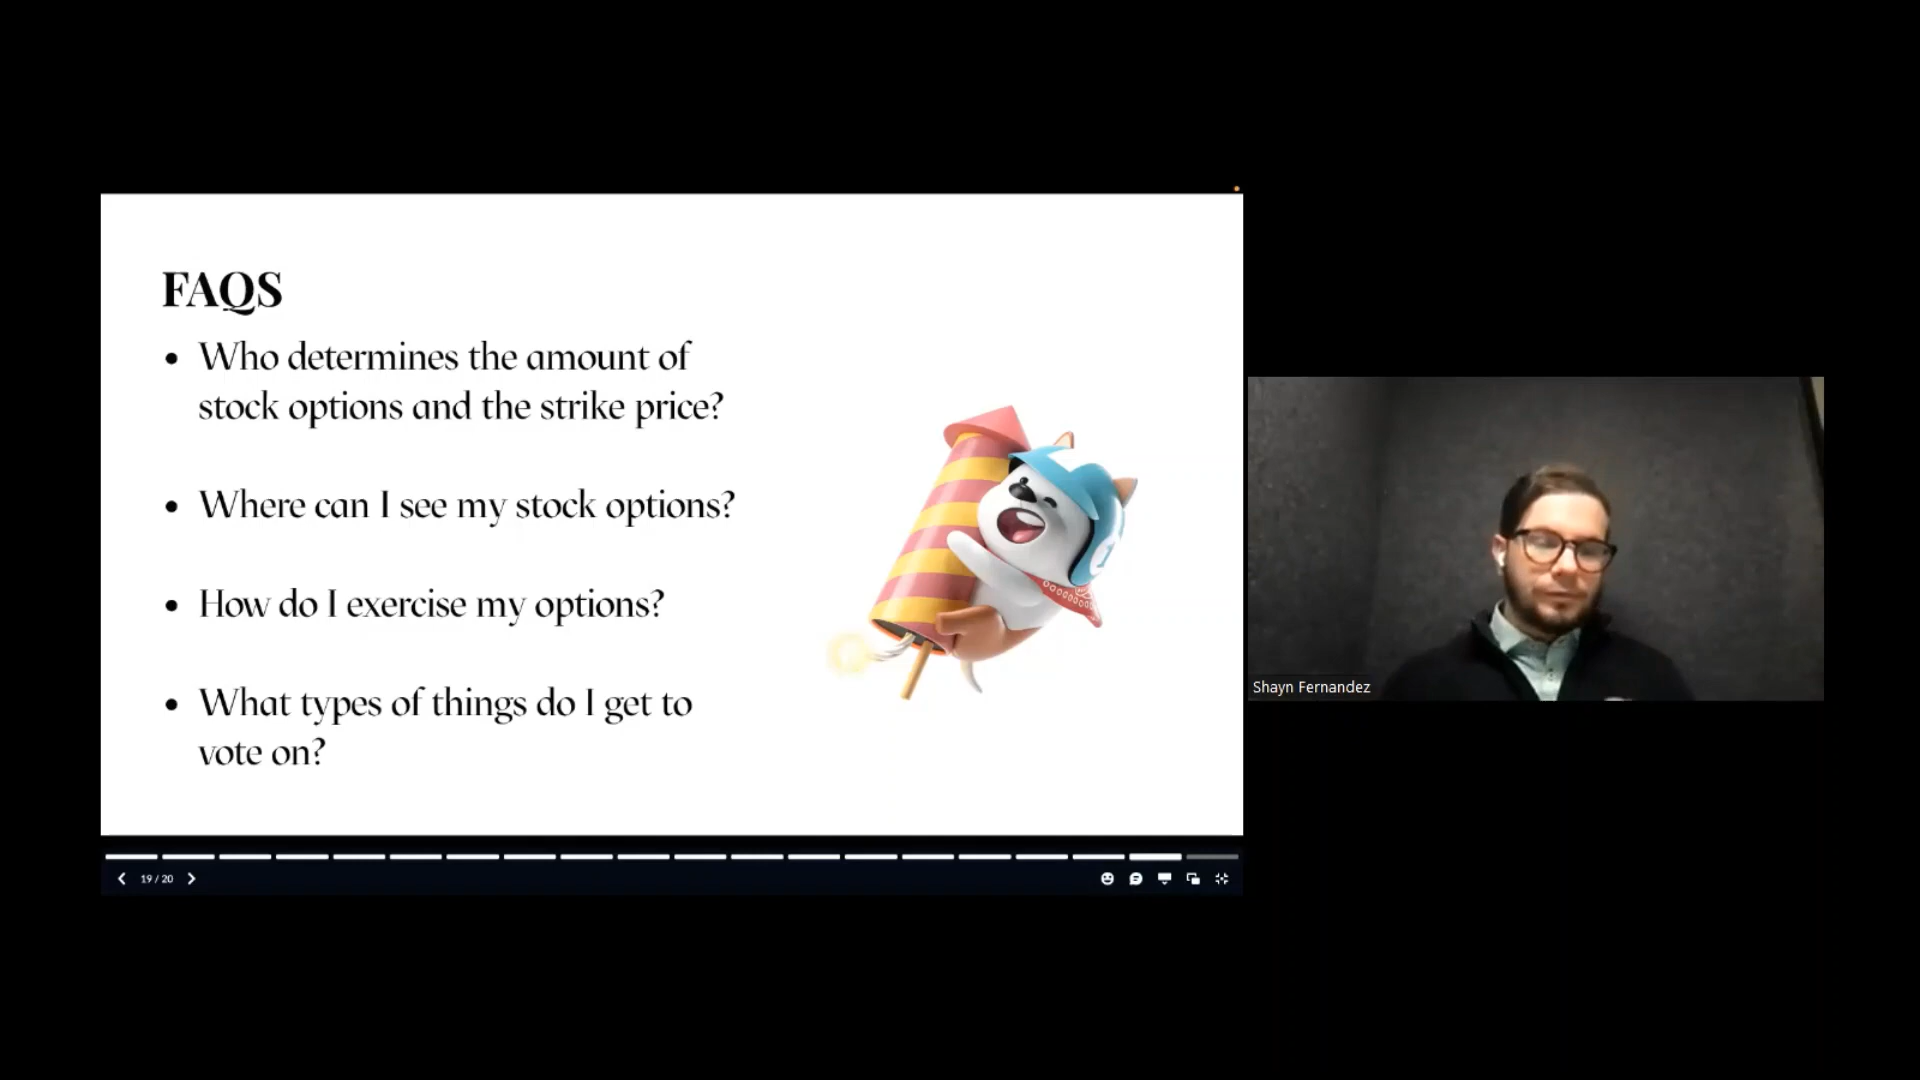 FAQS
• Who determines the amount of
stock options and the strike price?
• Where can I see my stock options?
• How do I exercise my options?
• What types of things do I get to
vote on?
Shayn Fernandez
19 / 20